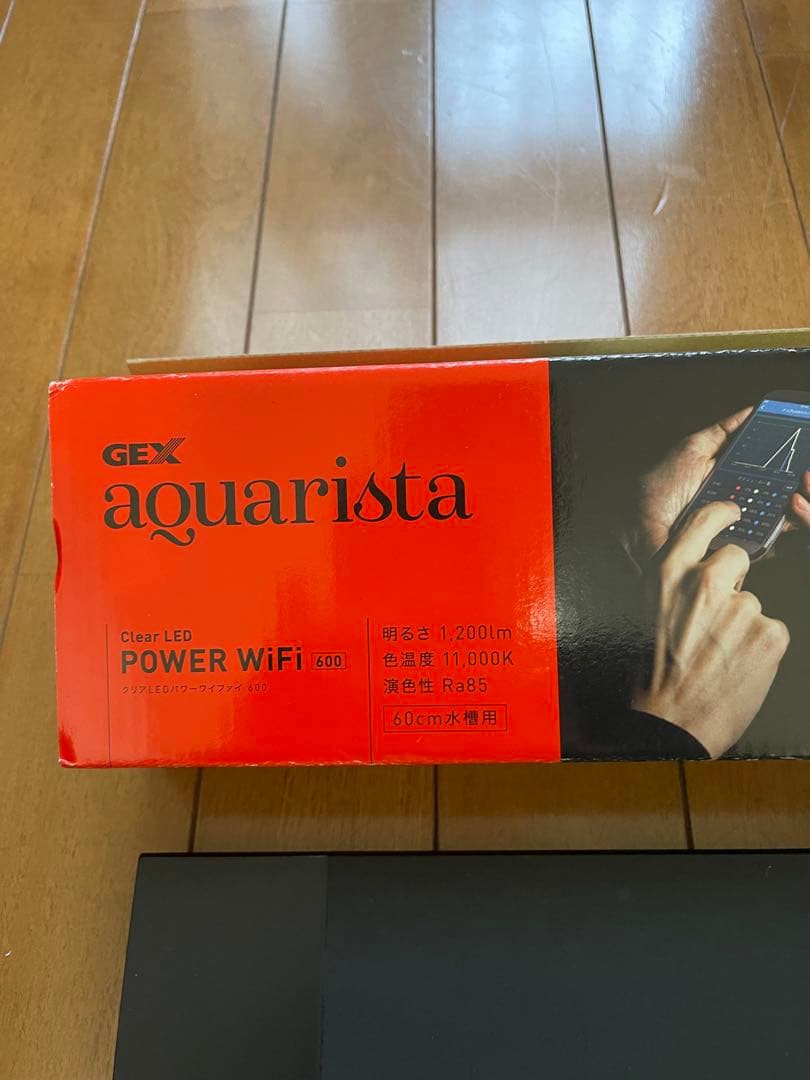 GEX
aquarista
Clear LED
POWER WiFi 600
クリアLEDパワーワイファイ 600
明るさ 1,200lm
色温度 11,000K
演色性 Ra85
60cm水槽用